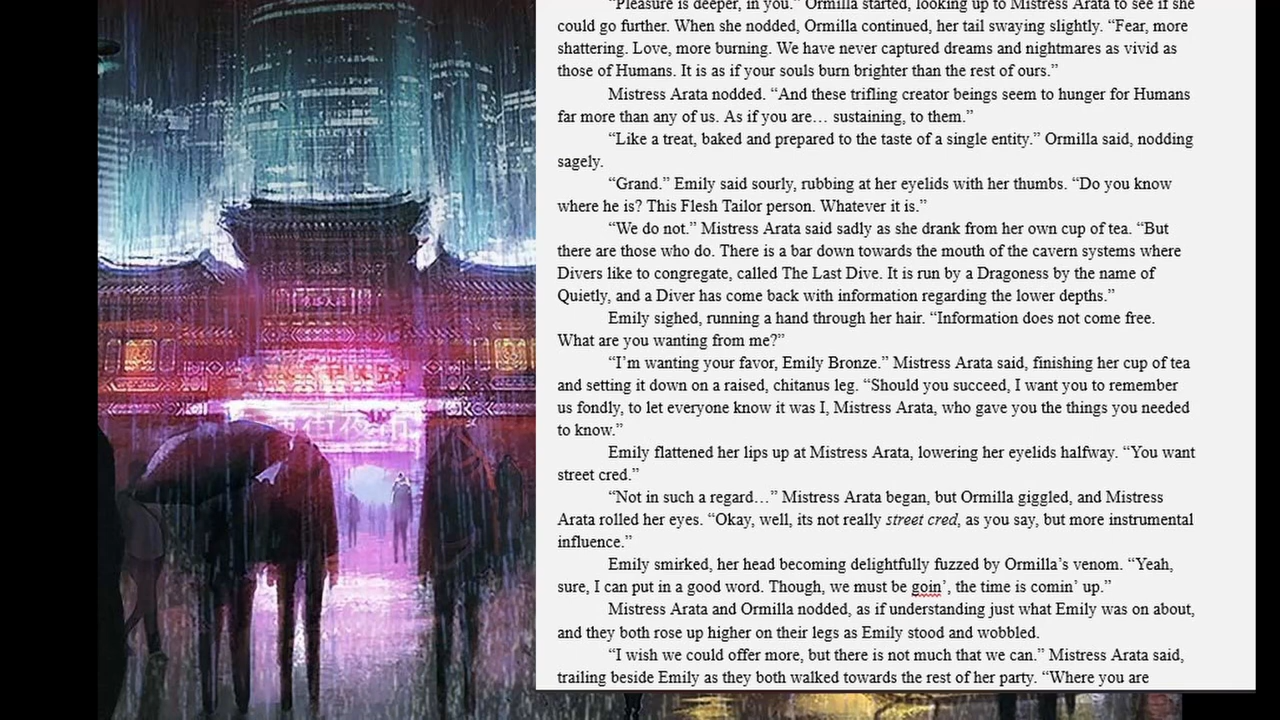 “Pleasure is deeper, in you.” Ormilla started, looking up to Mistress Arata to see if she
could go further. When she nodded, Ormilla continued, her tail swaying slightly. “Fear, more
shattering. Love, more burning. We have never captured dreams and nightmares as vivid as
those of Humans. It is as if your souls burn brighter than the rest of ours.”
Mistress Arata nodded. “And these trifling creator beings seem to hunger for Humans
far more than any of us. As if you are… sustaining, to them.”
“Like a treat, baked and prepared to the taste of a single entity.” Ormilla said, nodding
sagely.
“Grand.” Emily said sourly, rubbing at her eyelids with her thumbs. “Do you know
where he is? This Flesh Tailor person. Whatever it is.”
“We do not.” Mistress Arata said sadly as she drank from her own cup of tea. “But
there are those who do. There is a bar down towards the mouth of the cavern systems where
Divers like to congregate, called The Last Dive. It is run by a Dragoness by the name of
Quietly, and a Diver has come back with information regarding the lower depths.”
Emily sighed, running a hand through her hair. “Information does not come free.
What are you wanting from me?”
“I’m wanting your favor, Emily Bronze.” Mistress Arata said, finishing her cup of tea
and setting it down on a raised, chitanus leg. “Should you succeed, I want you to remember
us fondly, to let everyone know it was I, Mistress Arata, who gave you the things you needed
to know.”
Emily flattened her lips up at Mistress Arata, lowering her eyelids halfway. “You want
street cred.”
“Not in such a regard…” Mistress Arata began, but Ormilla giggled, and Mistress
Arata rolled her eyes. “Okay, well, its not really street cred, as you say, but more instrumental
influence.”
Emily smirked, her head becoming delightfully fuzzed by Ormilla’s venom. “Yeah,
sure, I can put in a good word. Though, we must be goin’, the time is comin’ up.”
Mistress Arata and Ormilla nodded, as if understanding just what Emily was on about,
and they both rose up higher on their legs as Emily stood and wobbled.
“I wish we could offer more, but there is not much that we can.” Mistress Arata said,
trailing beside Emily as they both walked towards the rest of her party. “Where you are